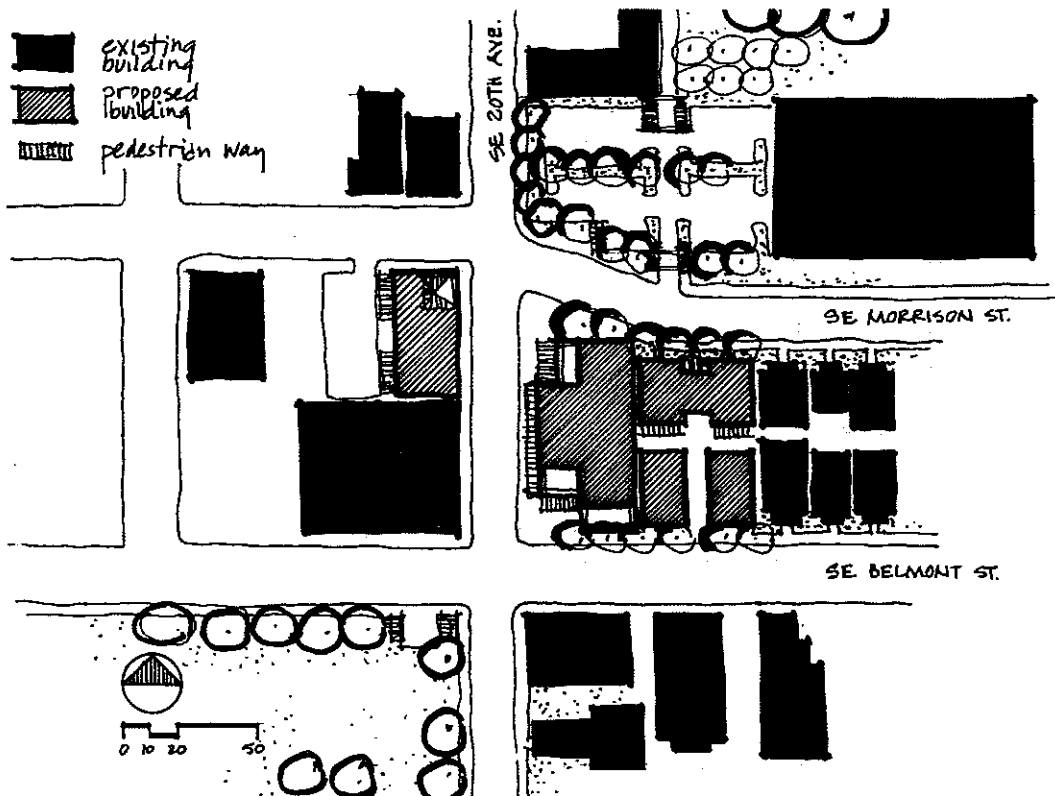 existing
building
proposed
building
pedestrian way
SE 20TH AVE.
SE MORRISON ST.
SE BELMONT ST.
0 10 20 50